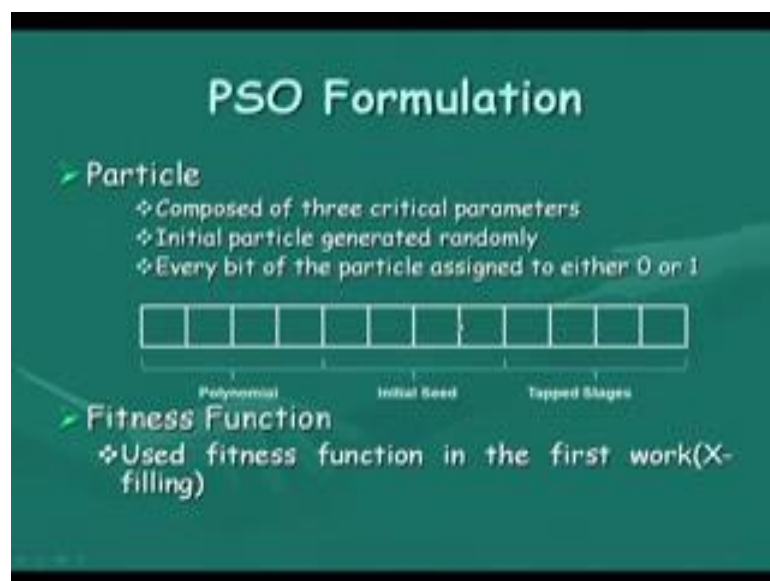 PSO Formulation
Particle
Composed of three critical parameters
Initial particle generated randomly
Every bit of the particle assigned to either 0 or 1
Polynomial Initial Seed Tapped Stages
Fitness Function
Used fitness function in the first work(X-
filling)